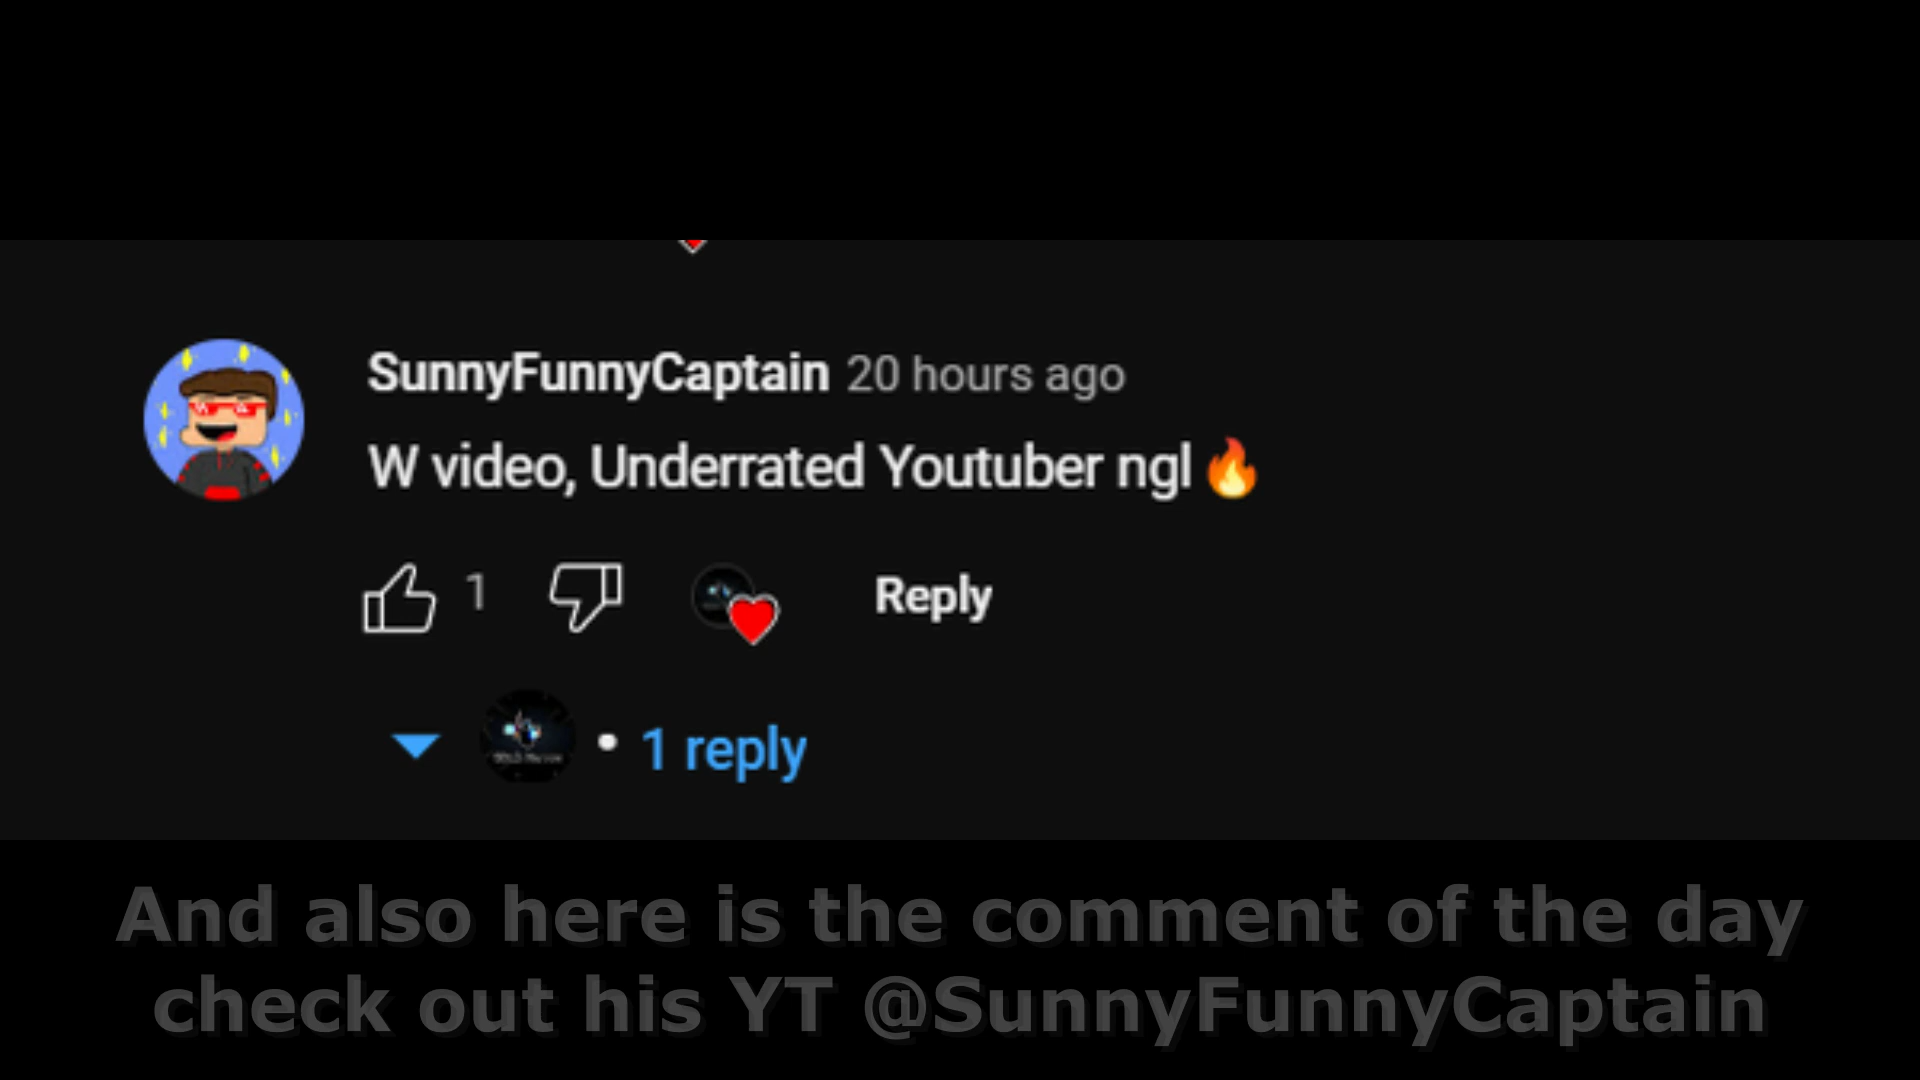 SunnyFunnyCaptain 20 hours ago
W video, Underrated Youtuber ngl🔥
1
Reply
• 1 reply
And also here is the comment of the day
check out his YT @SunnyFunnyCaptain